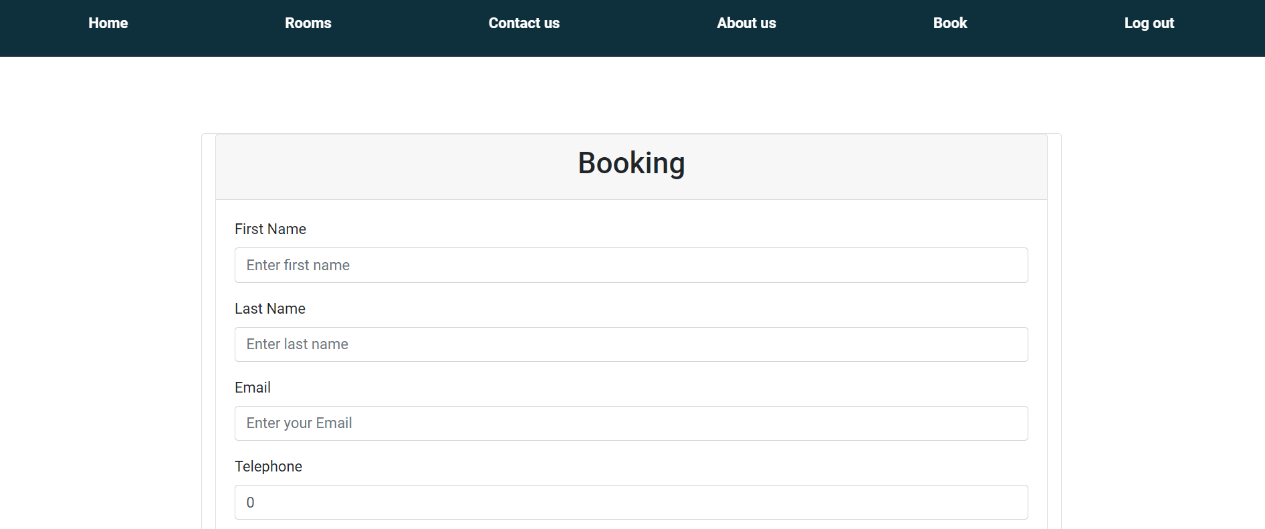 Home Rooms Contact us About us Book Log out
Booking
First Name
Enter first name
Last Name
Enter last name
Email
Enter your Email
Telephone
0